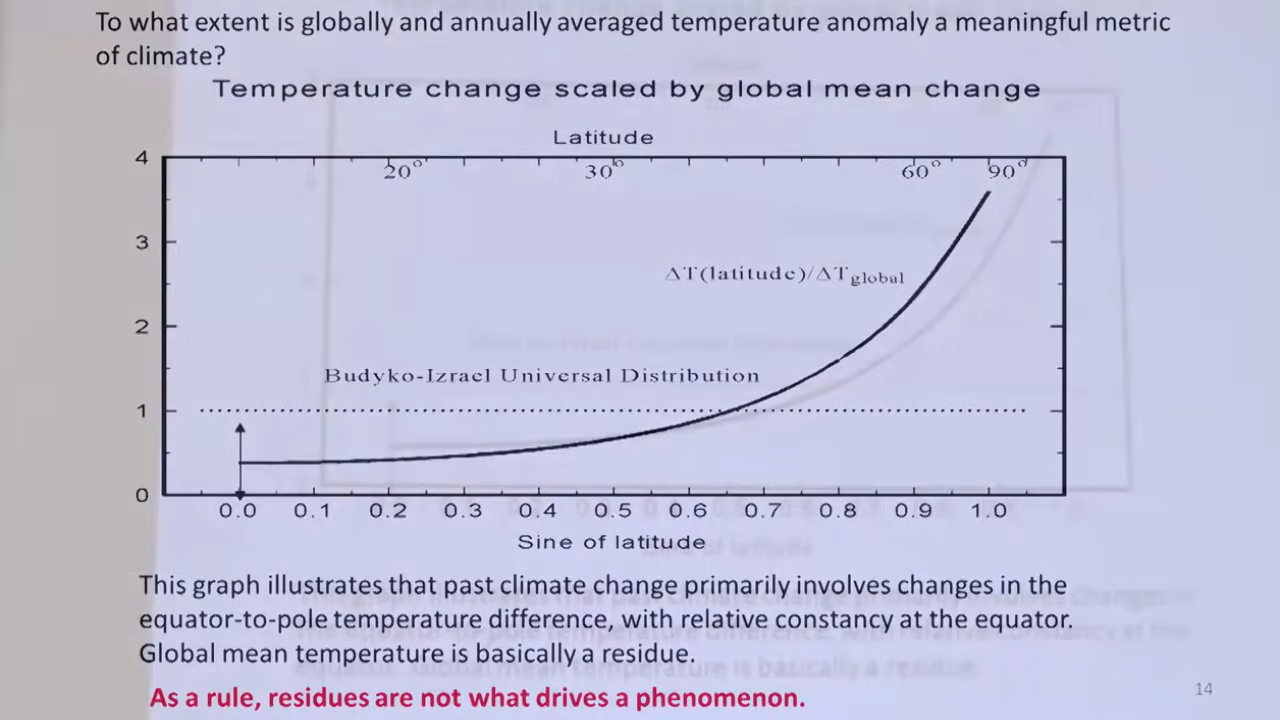 To what extent is globally and annually averaged temperature anomaly a meaningful metric
of climate?
Temperature change scaled by global mean change
Latitude
20° 30° 60° 90°
4
3
2
1
0
ΔT(latitude)/ΔTglobal
Budyko-Izrael Universal Distribution
0.0 0.1 0.2 0.3 0.4 0.5 0.6 0.7 0.8 0.9 1.0
Sine of latitude
This graph illustrates that past climate change primarily involves changes in the
equator-to-pole temperature difference, with relative constancy at the equator.
Global mean temperature is basically a residue.
As a rule, residues are not what drives a phenomenon.
14